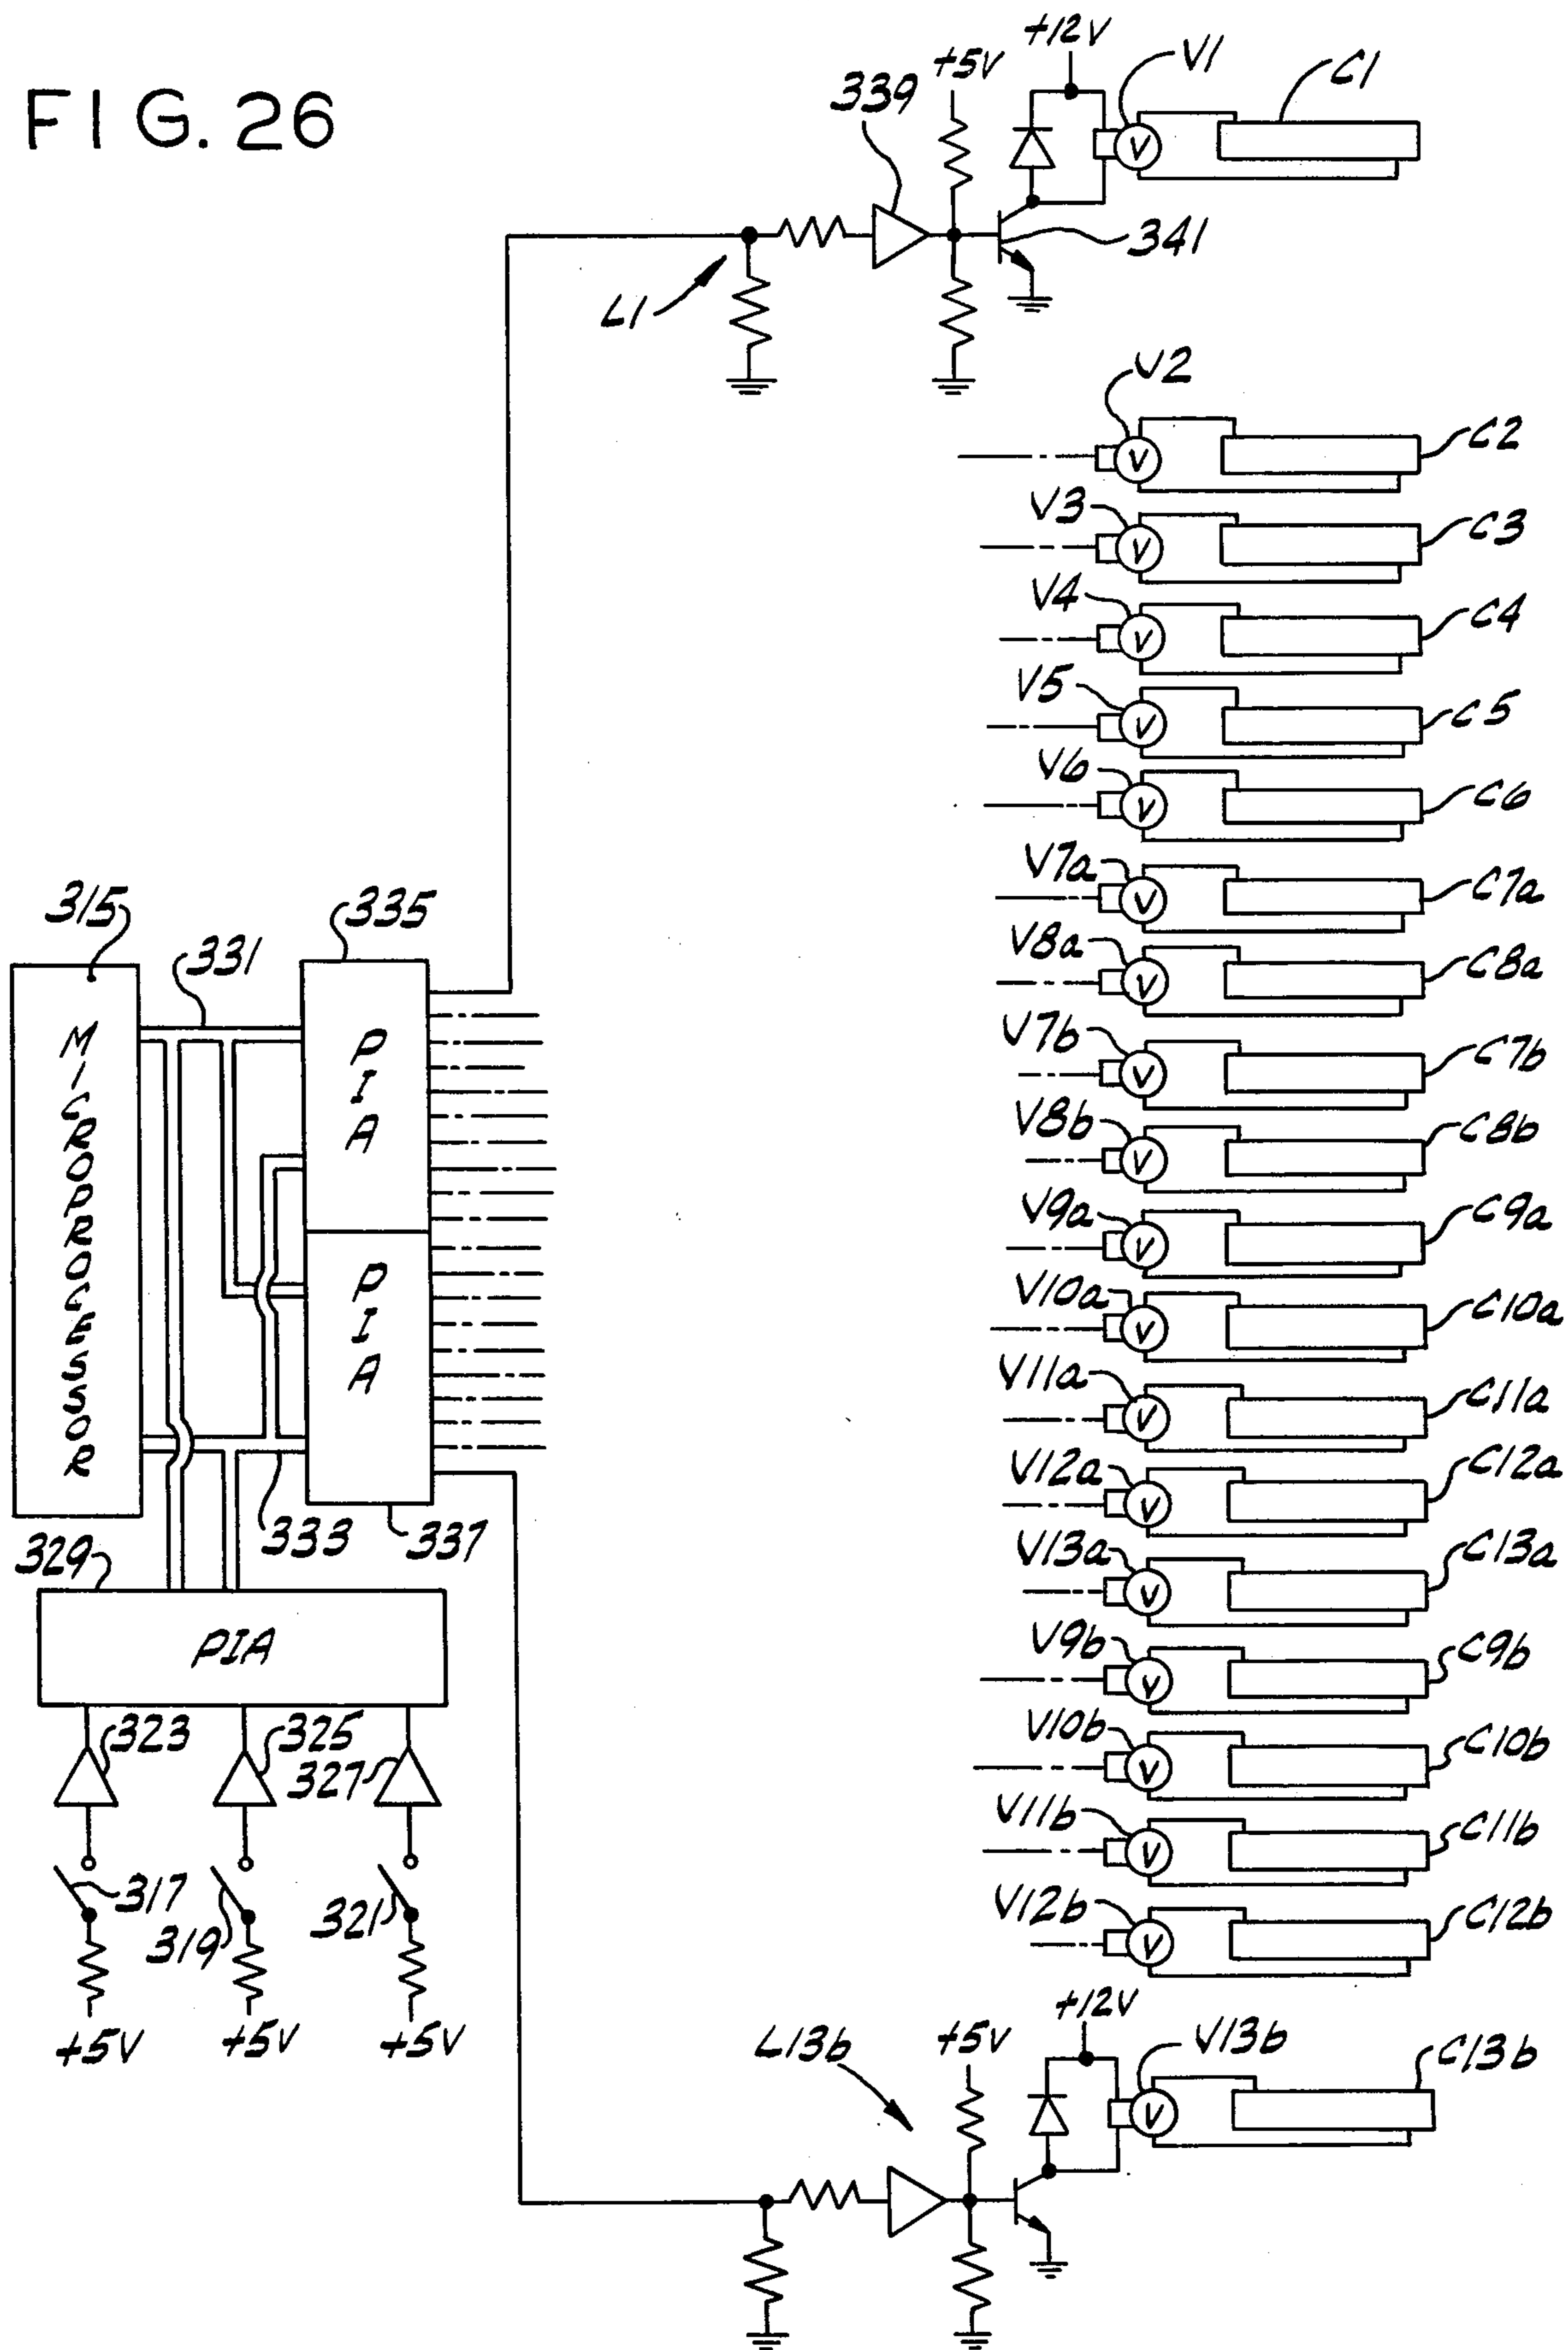 FIG. 26
+12V
V1
C1
+5V
339
341
L1
V
V2
V
C2
V3
V
C3
V4
V
C4
V5
V
C5
V6
V
C6
V7a
V
C7a
V8a
V
C8a
V7b
V
C7b
V8b
V
C8b
V9a
V
C9a
V10a
V
C10a
V11a
V
C11a
V12a
V
C12a
V13a
V
C13a
V9b
V
C9b
V10b
V
C10b
V11b
V
C11b
V12b
V
C12b
315
331
335
MICROPROCESSOR
PIA
PIA
333
337
329
PIA
323
325
327
317
319
321
+5V
+5V
+5V
L13b
+5V
+12V
V13b
V
C13b